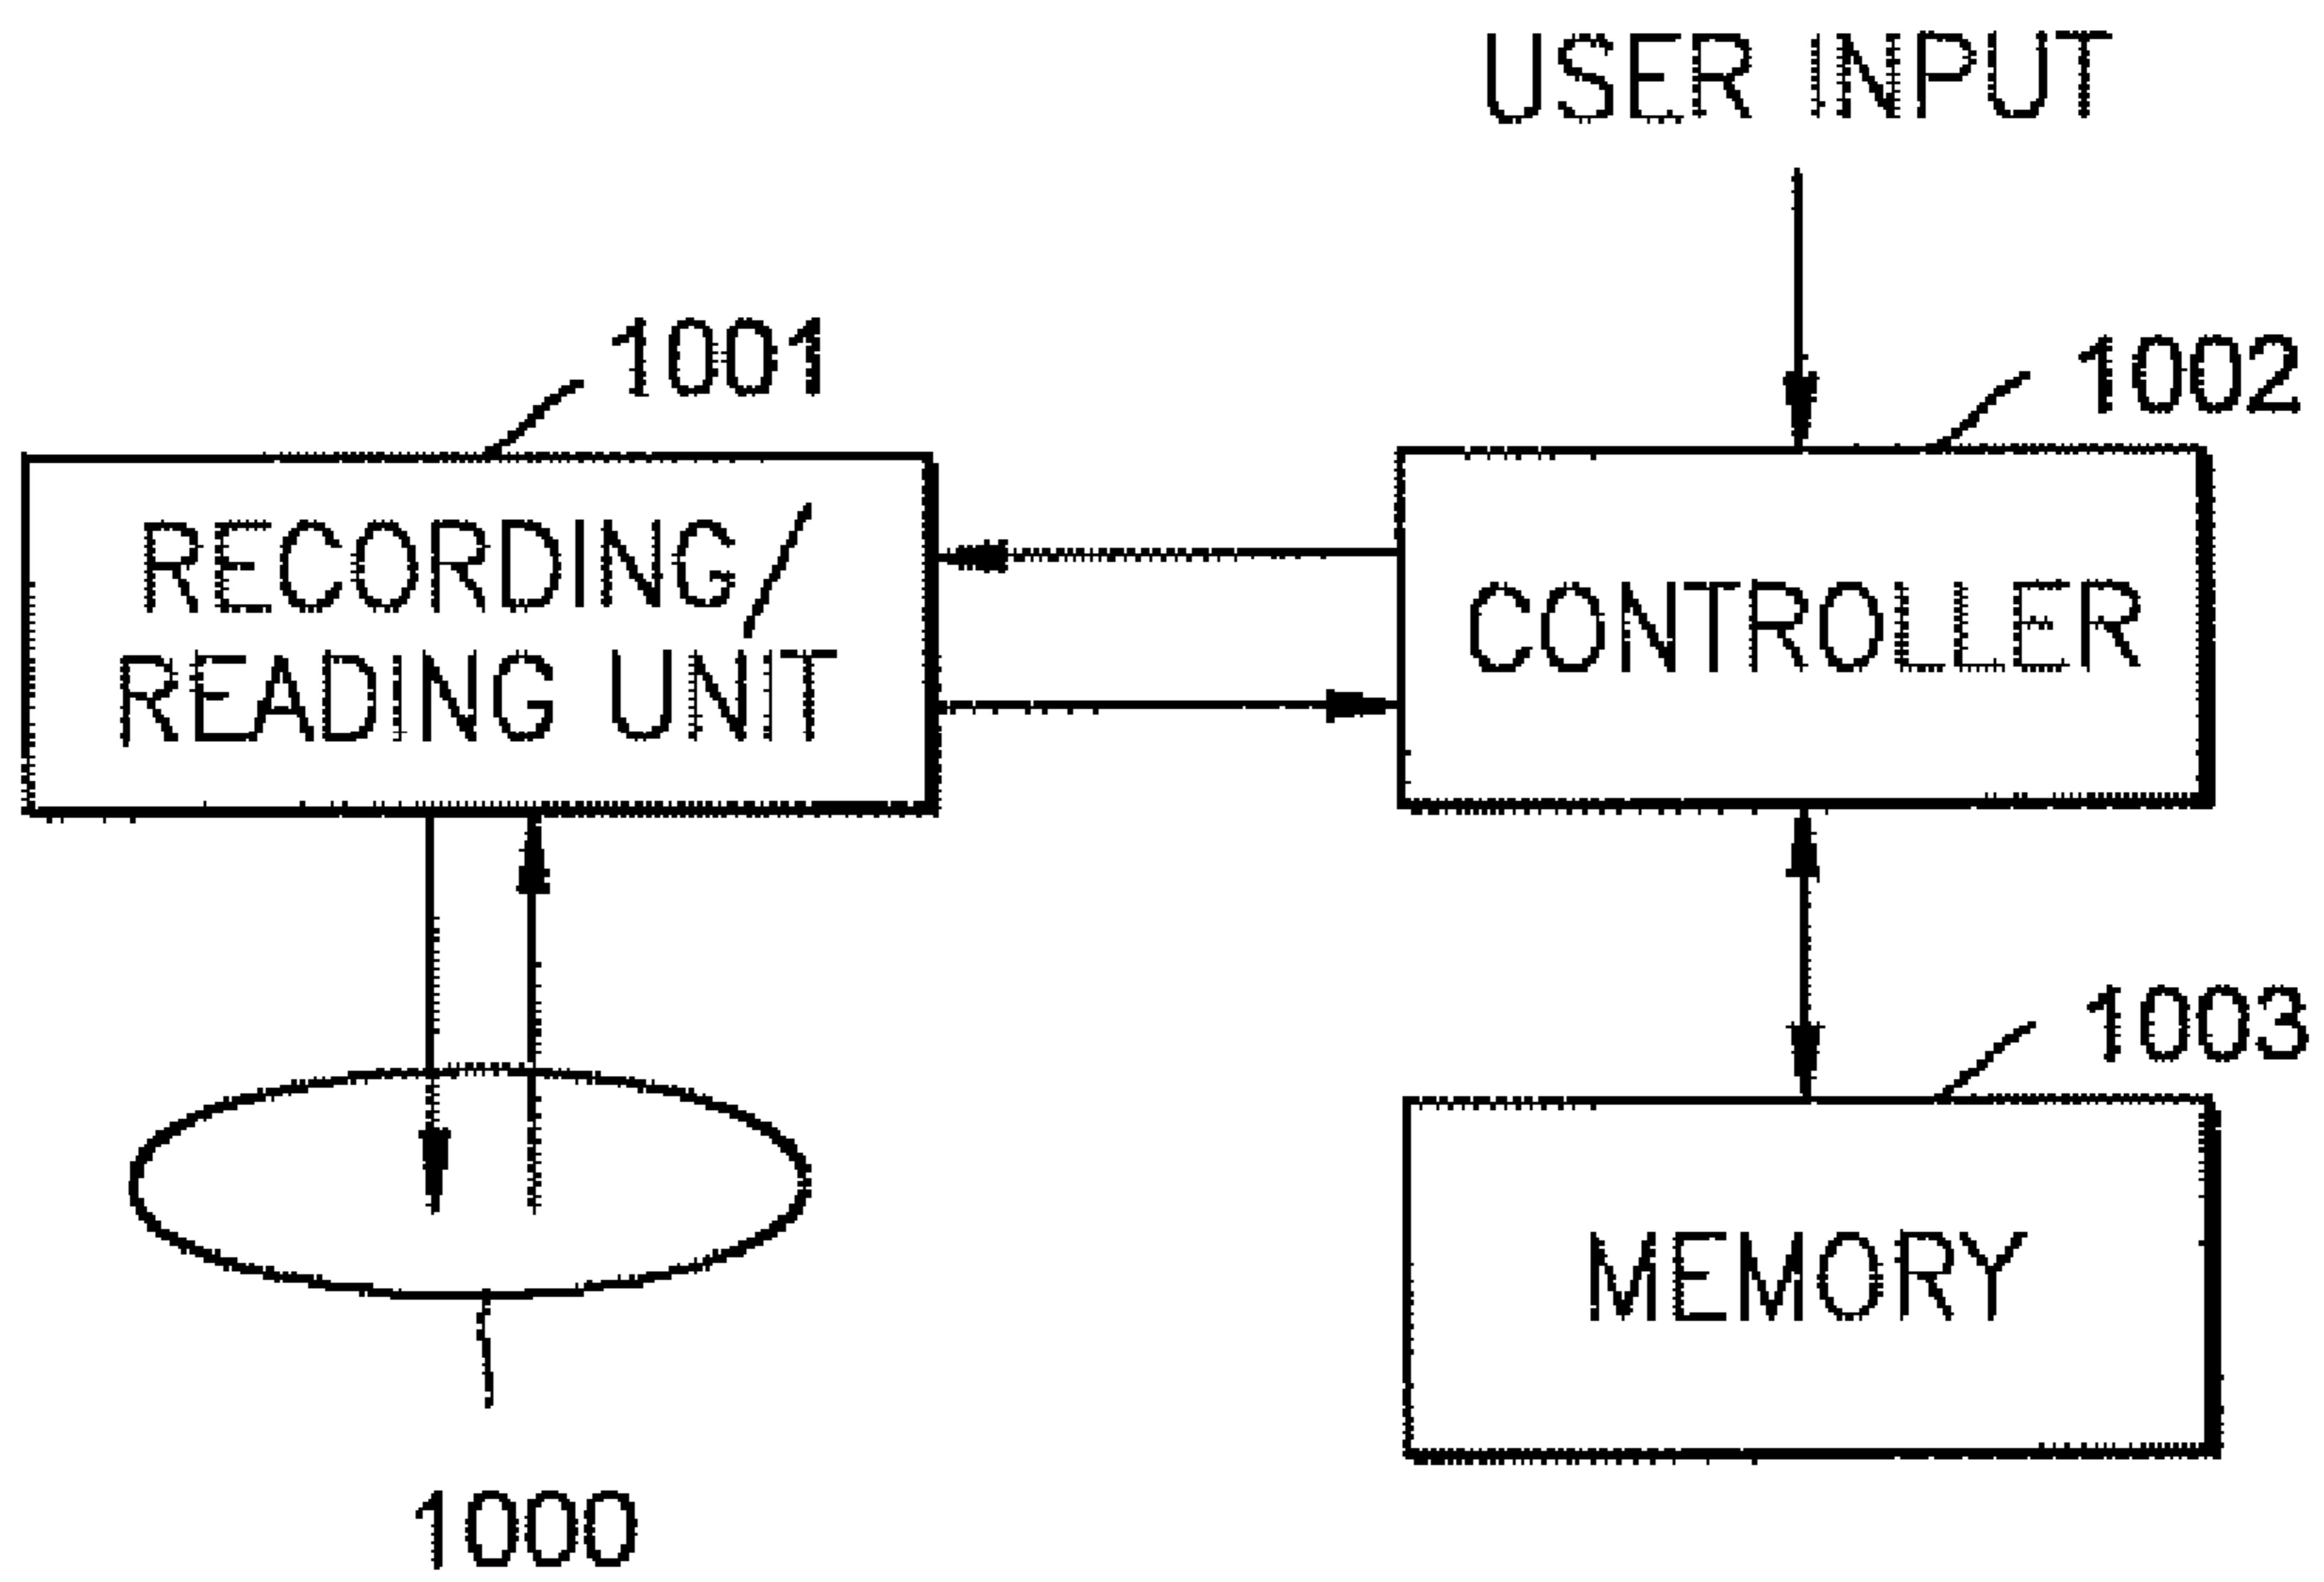 USER INPUT
1001
1002
RECORDING/
READING UNIT
CONTROLLER
1003
MEMORY
1000